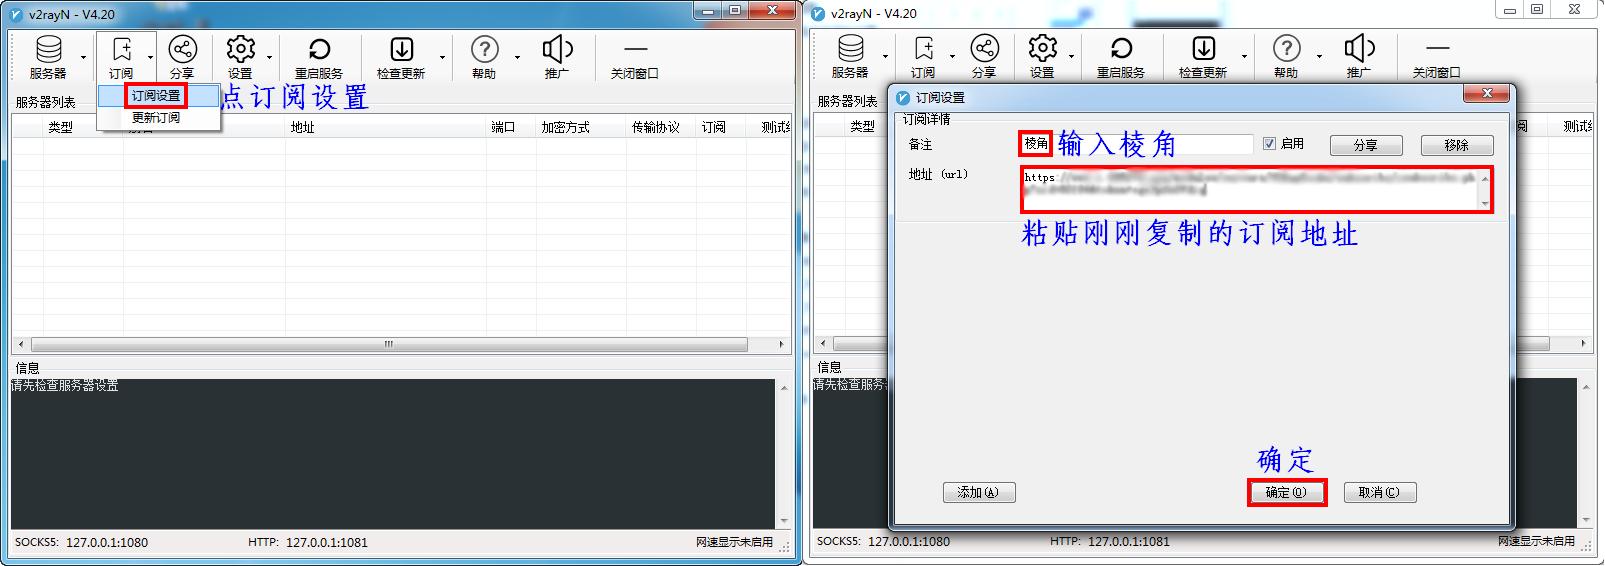 v2rayN - V4.20
服务器
订阅
分享
设置
重启服务
检查更新
帮助
推广
关闭窗口
订阅设置
更新订阅
点订阅设置
服务器列表
类型
地址
端口
加密方式
传输协议
订阅
信息
请先检查服务器设置
SOCKS5: 127.0.0.1:1080
HTTP: 127.0.0.1:1081
网速显示未启用
v2rayN - V4.20
服务器
订阅
分享
设置
重启服务
检查更新
帮助
推广
关闭窗口
服务器列表
类型
订阅设置
订阅详情
备注
棱角
输入棱角
启用
分享
移除
地址 (url)
https
粘贴刚刚复制的订阅地址
确定
添加(A)
确定(O)
取消(C)
信息
请先检查服务
SOCKS5: 127.0.0.1:1080
HTTP: 127.0.0.1:1081
网速显示未启用